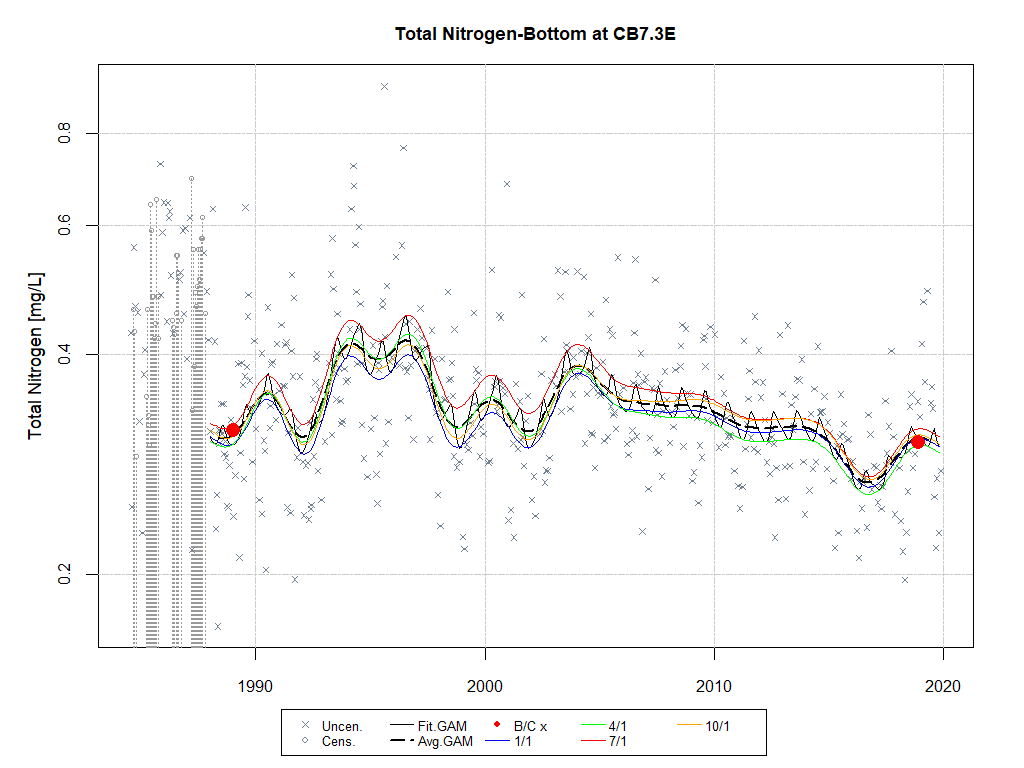 Total Nitrogen-Bottom at CB7.3E
Total Nitrogen [mg/L]
0.8
0.6
0.4
0.2
1990 2000 2010 2020
Uncen. Fit.GAM B/C x 4/1 10/1
Cens. Avg.GAM 1/1 7/1